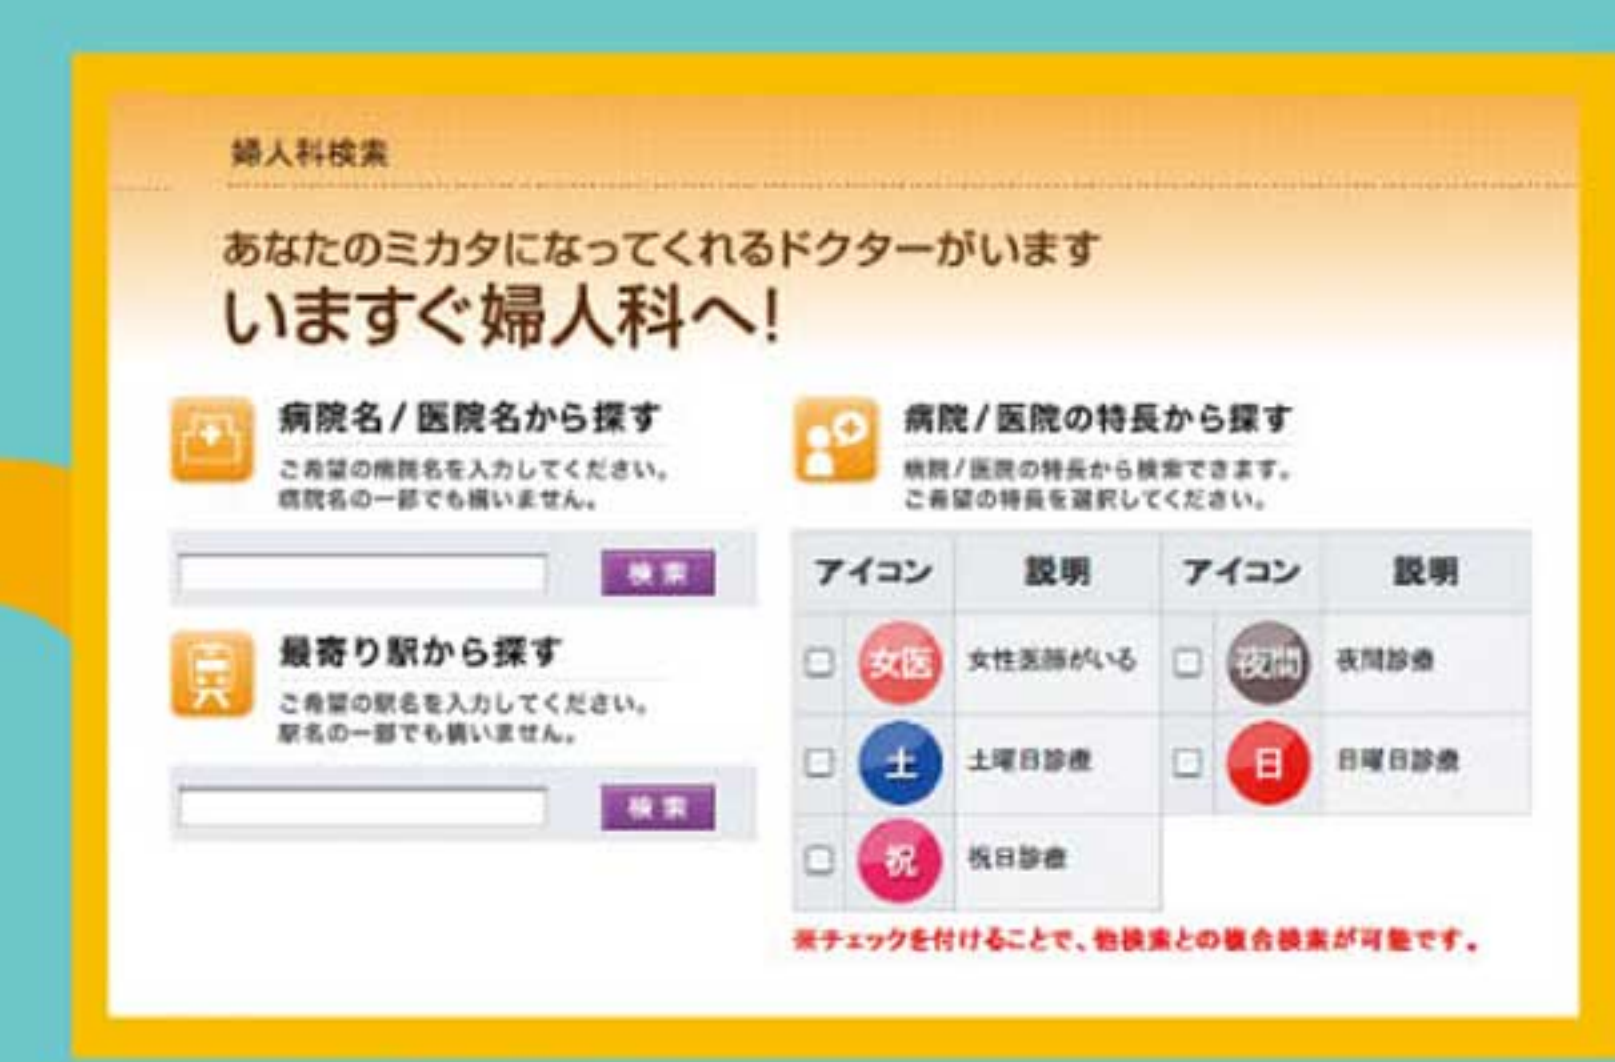 婦人科検索
あなたのミカタになってくれるドクターがいます
いますぐ婦人科へ!
病院名/医院名から探す
ご希望の病院名を入力してください。
病院名の一部でも構いません。
検索
最寄り駅から探す
ご希望の駅名を入力してください。
駅名の一部でも構いません。
検索
病院/医院の特長から探す
病院/医院の特長から検索できます。
ご希望の特長を選択してください。
アイコン 説明 アイコン 説明
女医 女性医師がいる 夜間 夜間診療
土 土曜日診療 日 日曜日診療
祝 祝日診療
※チェックを付けることで、他検索との複合検索が可能です。